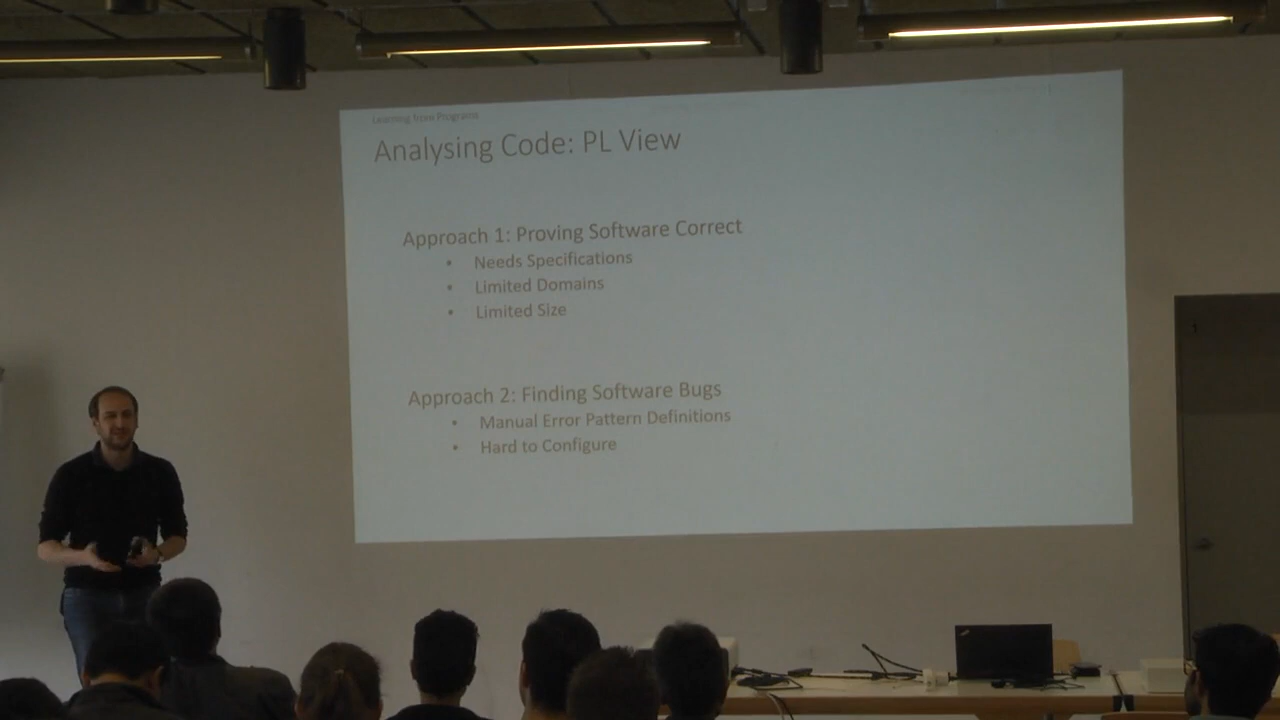 Learning from Programs
Analysing Code: PL View
Approach 1: Proving Software Correct
• Needs Specifications
• Limited Domains
• Limited Size
Approach 2: Finding Software Bugs
• Manual Error Pattern Definitions
• Hard to Configure